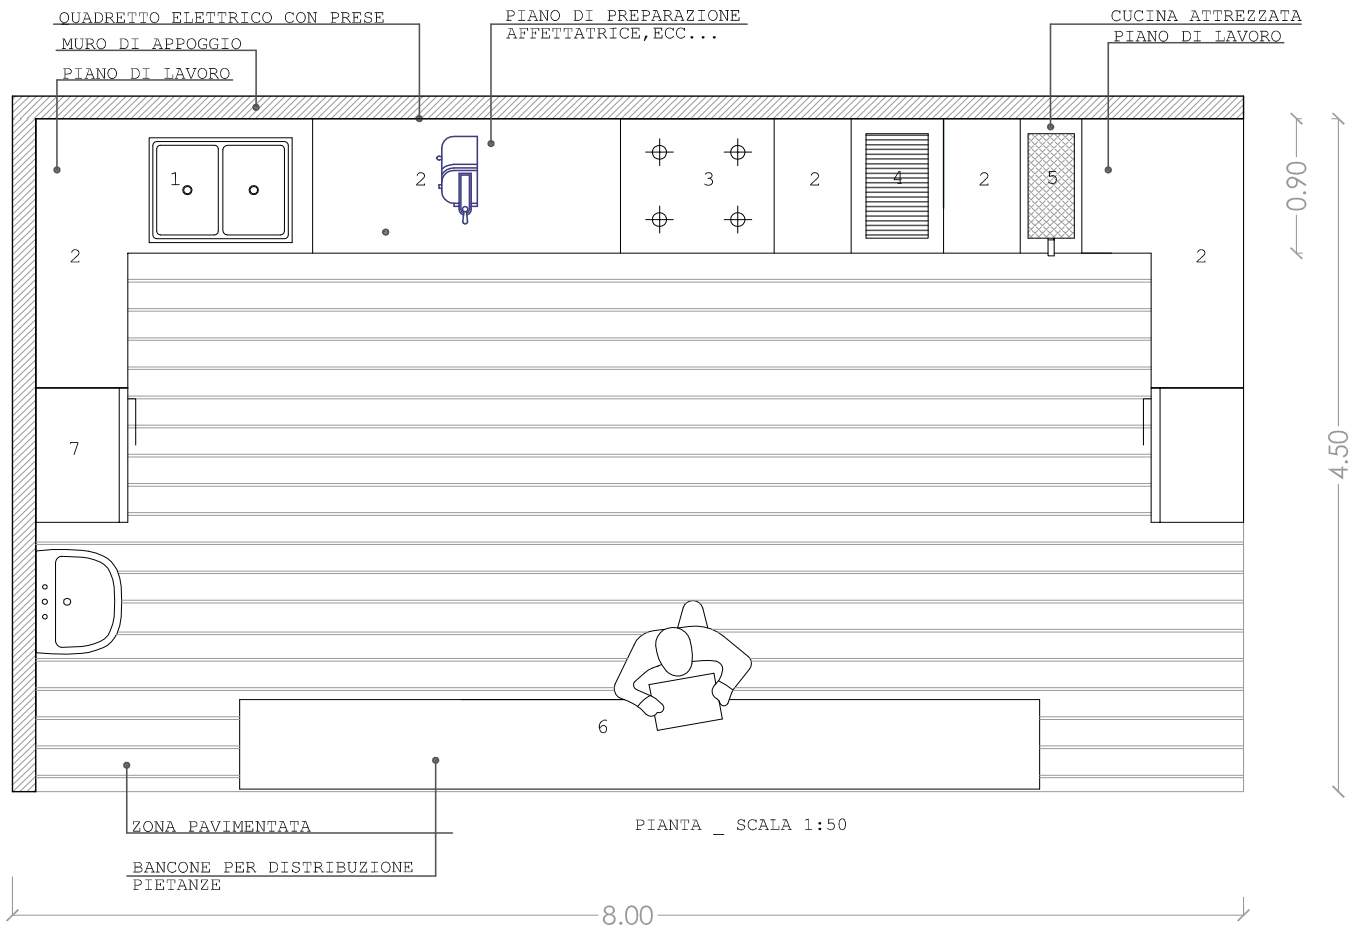 QUADRETTO ELETTRICO CON PRESE
MURO DI APPOGGIO
PIANO DI LAVORO
PIANO DI PREPARAZIONE
AFFETTATRICE,ECC...
CUCINA ATTREZZATA
PIANO DI LAVORO
1
2
3
2
4
2
5
2
2
0.90
7
4.50
6
ZONA PAVIMENTATA
PIANTA _ SCALA 1:50
BANCONE PER DISTRIBUZIONE
PIETANZE
8.00